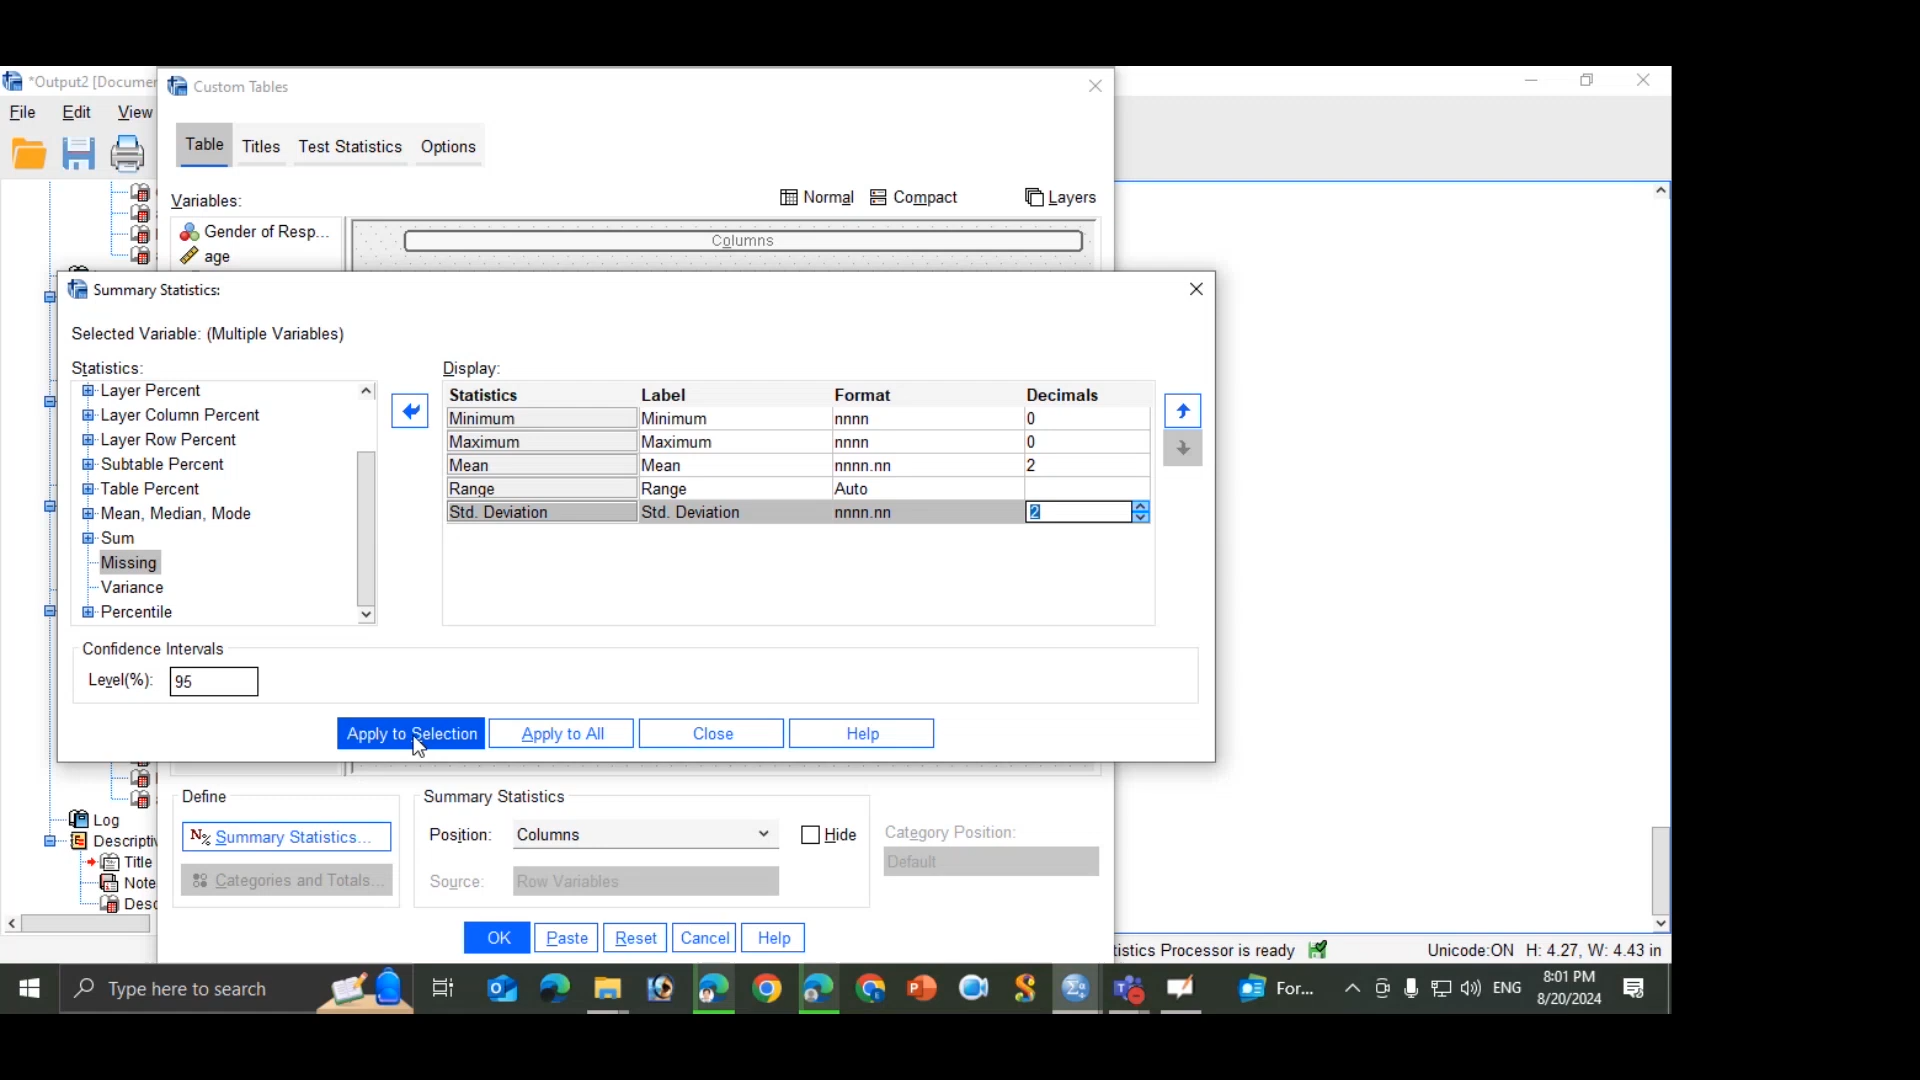 *Output2 [Documen
Custom Tables
File Edit View
Table Titles Test Statistics Options
Variables:
Normal Compact Layers
Gender of Resp...
age
Columns
Summary Statistics:
Selected Variable: (Multiple Variables)
Statistics:
Layer Percent
Layer Column Percent
Layer Row Percent
Subtable Percent
Table Percent
Mean, Median, Mode
Sum
Missing
Variance
Percentile
Display:
Statistics Label Format Decimals
Minimum Minimum nnnn 0
Maximum Maximum nnnn 0
Mean Mean nnnn.nn 2
Range Range Auto
Std. Deviation Std. Deviation nnnn.nn 2
Confidence Intervals
Level(%): 95
Apply to Selection Apply to All Close Help
Log
Descriptiv
Title
Note
Desc
Define
N% Summary Statistics...
Categories and Totals...
Summary Statistics
Position: Columns Hide
Source: Row Variables
Category Position:
Default
OK Paste Reset Cancel Help
tistics Processor is ready Unicode:ON H: 4.27, W: 4.43 in
Type here to search
For...
ENG
8:01 PM
8/20/2024